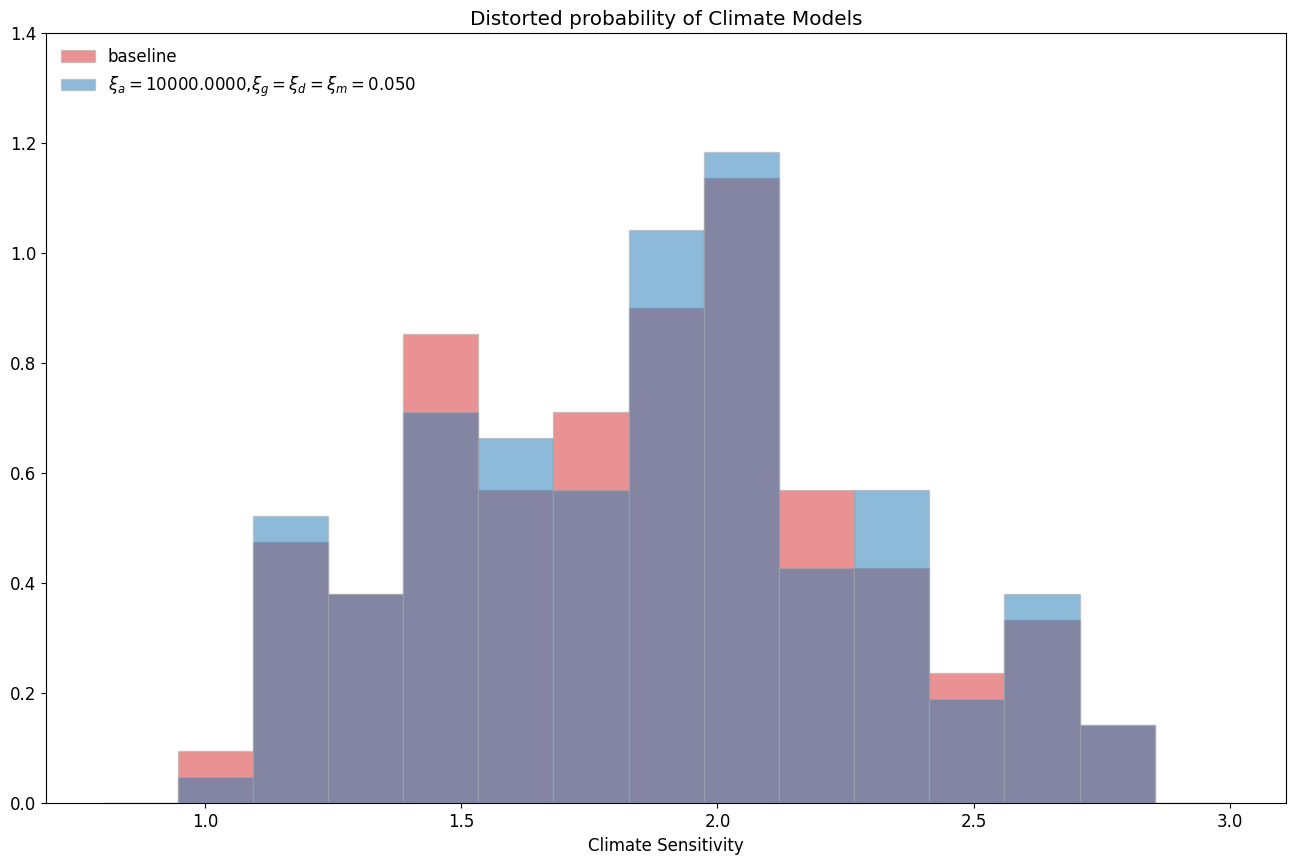 Distorted probability of Climate Models
1.4
baseline
ξₐ = 10000.0000,ξ_g = ξ_d = ξₘ = 0.050
1.2
1.0
0.8
0.6
0.4
0.2
0.0
1.0 1.5 2.0 2.5 3.0
Climate Sensitivity